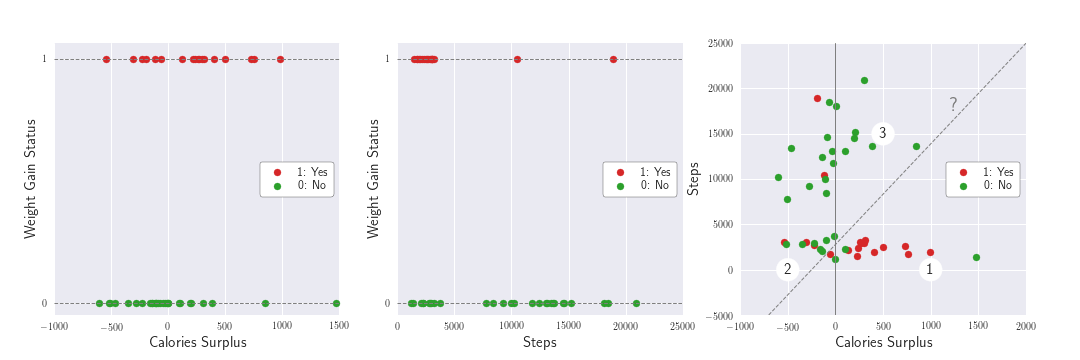 Weight Gain Status
1
0
−1000 −500 0 500 1000 1500
Calories Surplus
1: Yes
0: No
Weight Gain Status
1
0
0 5000 10000 15000 20000 25000
Steps
1: Yes
0: No
Steps
25000
20000
15000
10000
5000
0
−5000
−1000 −500 0 500 1000 1500 2000
Calories Surplus
?
3
1: Yes
0: No
2
1